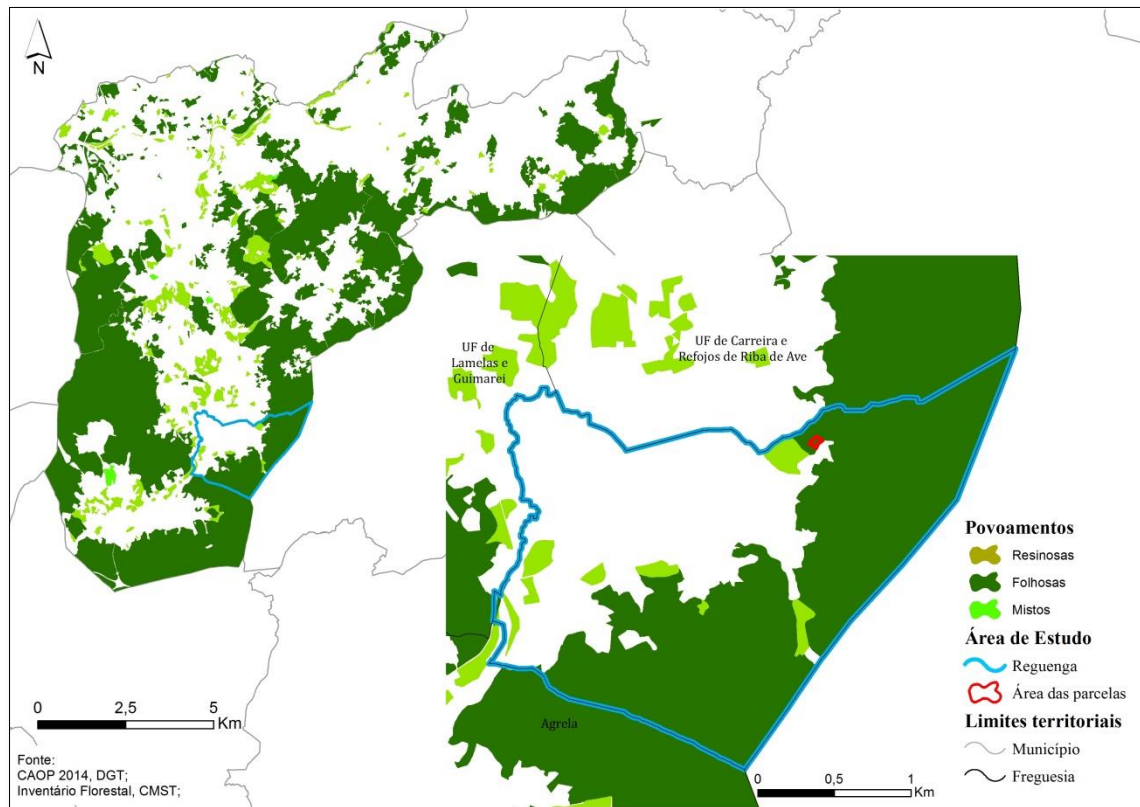 N
UF de
Lamelas e
Guimarei
UF de Carreira e
Refojos de Riba de Ave
Agrela
Povoamentos
Resinosas
Folhosas
Mistos
Área de Estudo
Reguenga
Área das parcelas
Limites territoriais
Município
Freguesia
0 2,5 5
Km
0 0,5 1
Km
Fonte:
CAOP 2014, DGT;
Inventário Florestal, CMST;